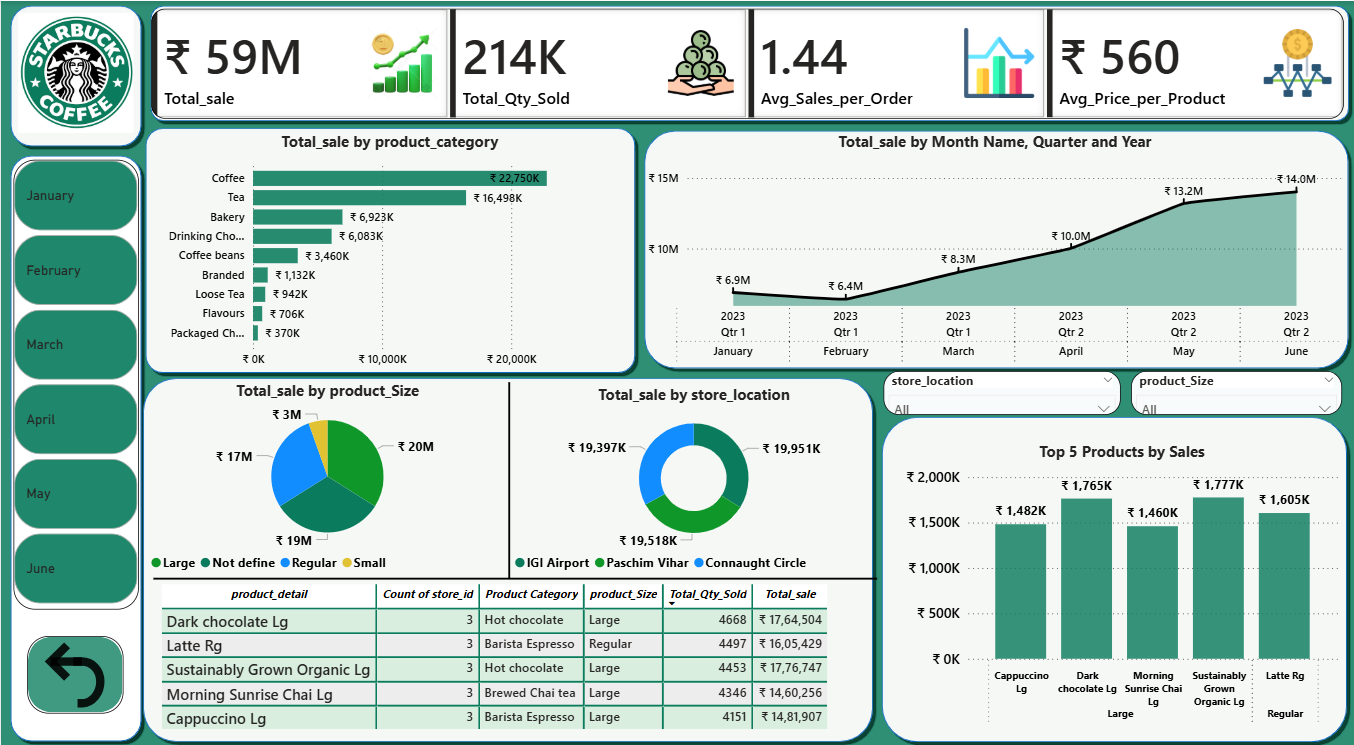 STARBUCKS
COFFEE
₹ 59M
Total_sale
214K
Total_Qty_Sold
1.44
Avg_Sales_per_Order
₹ 560
Avg_Price_per_Product
January
February
March
April
May
June
Total_sale by product_category
Coffee ₹ 22,750K
Tea ₹ 16,498K
Bakery ₹ 6,923K
Drinking Cho... ₹ 6,083K
Coffee beans ₹ 3,460K
Branded ₹ 1,132K
Loose Tea ₹ 942K
Flavours ₹ 706K
Packaged Ch... ₹ 370K
₹ 0K ₹ 10,000K ₹ 20,000K
Total_sale by Month Name, Quarter and Year
₹ 15M
₹ 10M
₹ 6.9M ₹ 6.4M ₹ 8.3M ₹ 10.0M ₹ 13.2M ₹ 14.0M
2023 2023 2023 2023 2023 2023
Qtr 1 Qtr 1 Qtr 1 Qtr 2 Qtr 2 Qtr 2
January February March April May June
Total_sale by product_Size
₹ 3M
₹ 20M
₹ 17M
₹ 19M
Large Not define Regular Small
Total_sale by store_location
₹ 19,397K ₹ 19,951K
₹ 19,518K
IGI Airport Paschim Vihar Connaught Circle
store_location
All
product_Size
All
product_detail Count of store_id Product Category product_Size Total_Qty_Sold Total_sale
Dark chocolate Lg 3 Hot chocolate Large 4668 ₹ 17,64,504
Latte Rg 3 Barista Espresso Regular 4497 ₹ 16,05,429
Sustainably Grown Organic Lg 3 Hot chocolate Large 4453 ₹ 17,76,747
Morning Sunrise Chai Lg 3 Brewed Chai tea Large 4346 ₹ 14,60,256
Cappuccino Lg 3 Barista Espresso Large 4151 ₹ 14,81,907
Top 5 Products by Sales
₹ 2,000K
₹ 1,500K
₹ 1,000K
₹ 500K
₹ 0K
₹ 1,482K ₹ 1,765K ₹ 1,460K ₹ 1,777K ₹ 1,605K
Cappuccino Dark Morning Sustainably Latte Rg
Lg chocolate Lg Sunrise Chai Grown
Lg Organic Lg
Large Regular